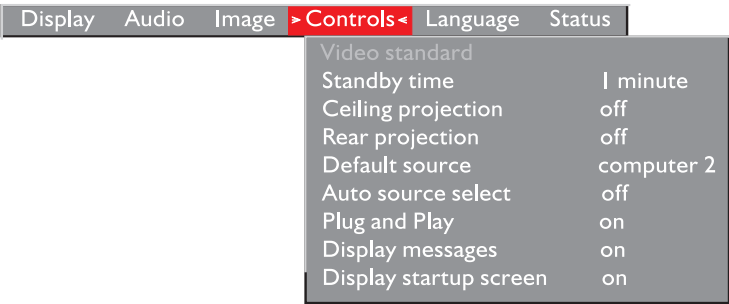 Display Audio Image >Controls< Language Status
Video standard
Standby time 1 minute
Ceiling projection off
Rear projection off
Default source computer 2
Auto source select off
Plug and Play on
Display messages on
Display startup screen on